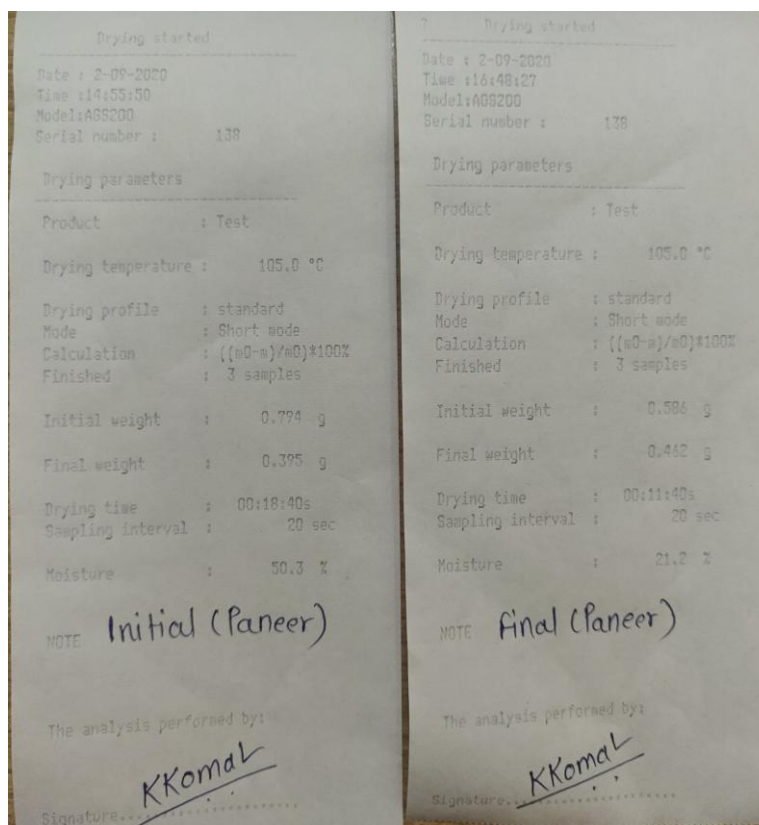 Drying started
Date : 2-09-2020
Time :14:55:50
Model:AGS200
Serial number : 138
Drying parameters
Product : Test
Drying temperature : 105.0 °C
Drying profile : standard
Mode : Short mode
Calculation : ((m0-m)/m0)*100%
Finished : 3 samples
Initial weight : 0.794 g
Final weight : 0.395 g
Drying time : 00:18:40s
Sampling interval : 20 sec
Moisture : 50.3 %
NOTE Initial (Paneer)
The analysis performed by:
KKomal
Signature....................
? Drying started
Date : 2-09-2020
Time :16:48:27
Model:AGS200
Serial number : 138
Drying parameters
Product : Test
Drying temperature : 105.0 °C
Drying profile : standard
Mode : Short mode
Calculation : ((m0-m)/m0)*100%
Finished : 3 samples
Initial weight : 0.586 g
Final weight : 0.462 g
Drying time : 00:11:40s
Sampling interval : 20 sec
Moisture : 21.2 %
NOTE final (Paneer)
The analysis performed by:
KKomal
Signature....................